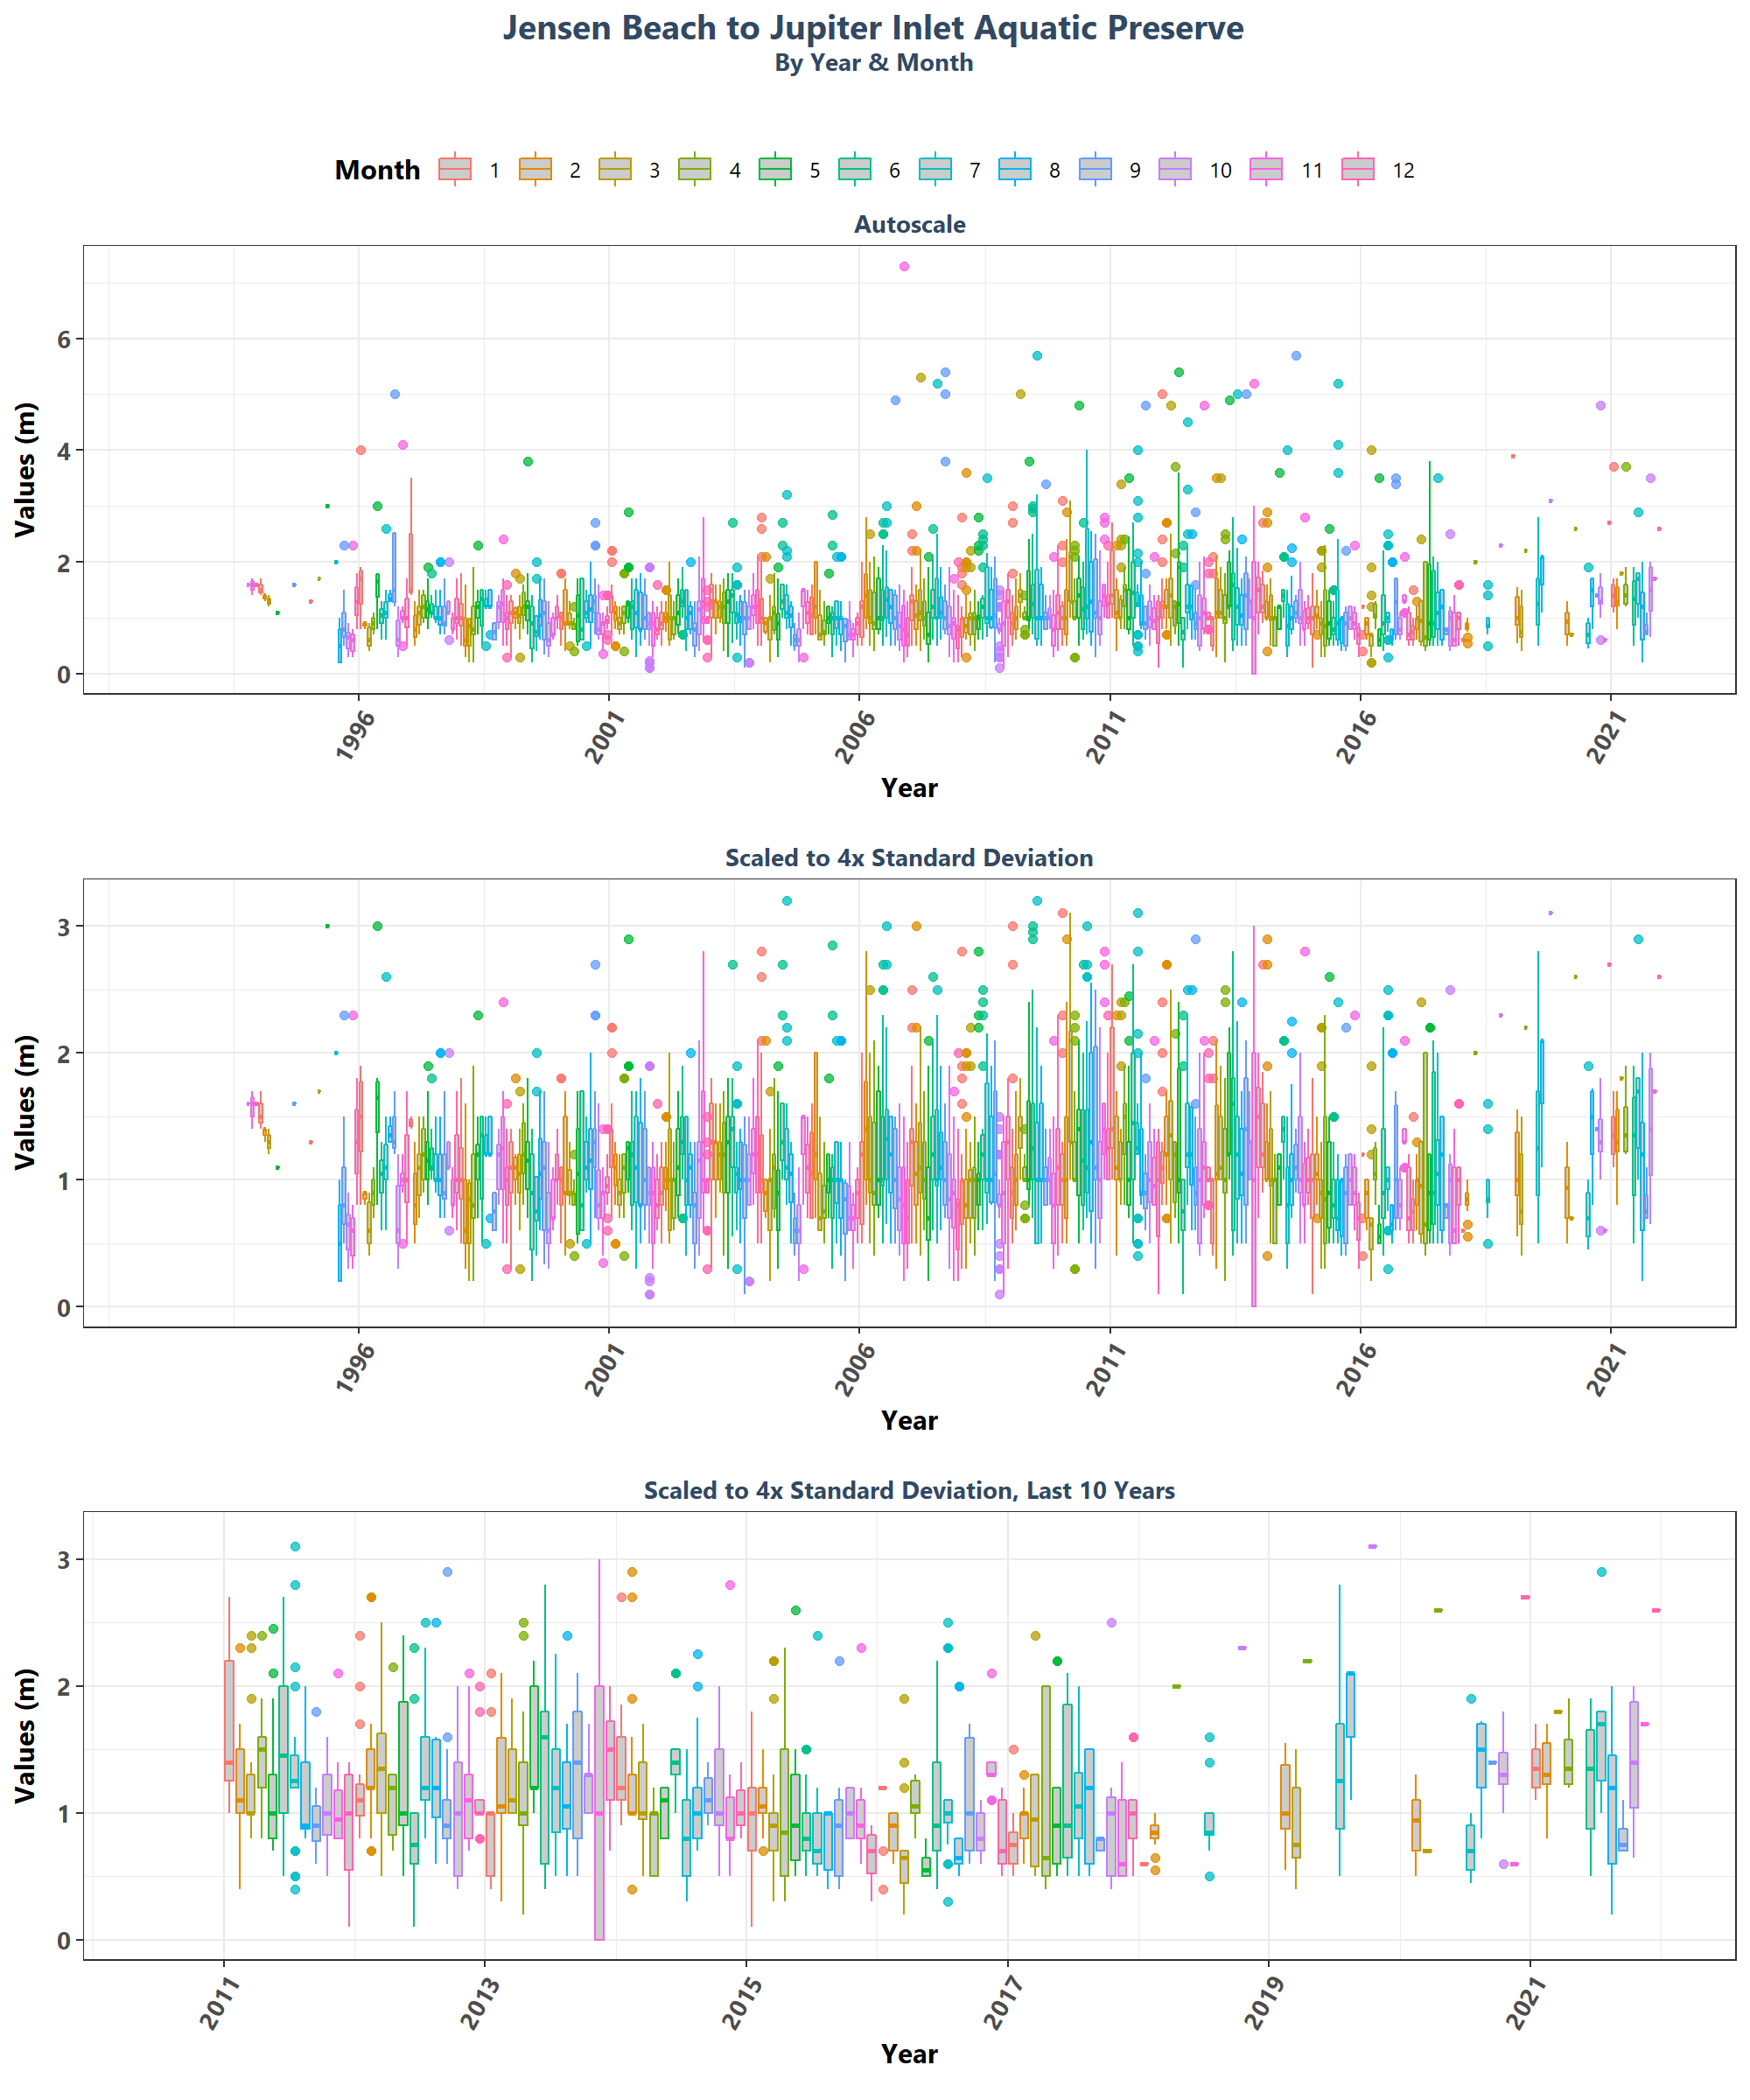 Jensen Beach to Jupiter Inlet Aquatic Preserve
By Year & Month
Month 1 2 3 4 5 6 7 8 9 10 11 12
Autoscale
Values (m)
6
4
2
0
1996 2001 2006 2011 2016 2021
Year
Scaled to 4x Standard Deviation
Values (m)
3
2
1
0
1996 2001 2006 2011 2016 2021
Year
Scaled to 4x Standard Deviation, Last 10 Years
Values (m)
3
2
1
0
2011 2013 2015 2017 2019 2021
Year